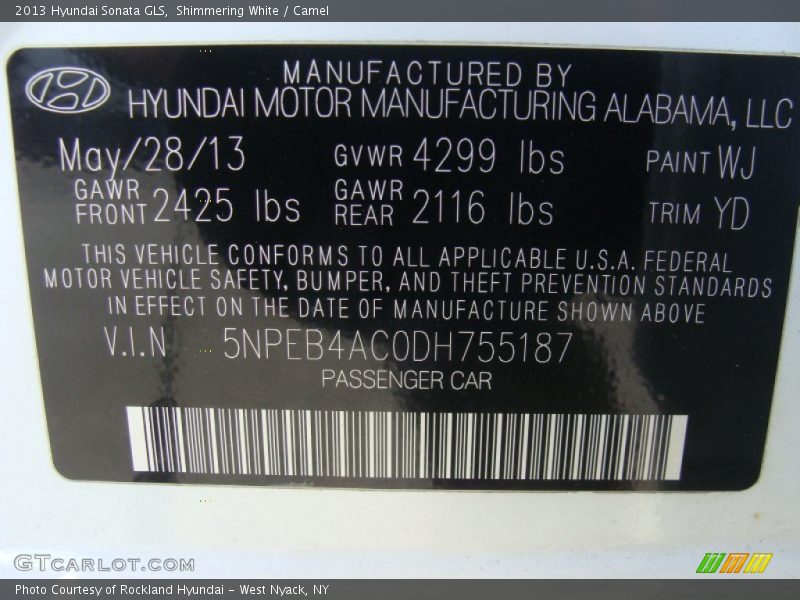 2013 Hyundai Sonata GLS, Shimmering White / Camel
MANUFACTURED BY
HYUNDAI MOTOR MANUFACTURING ALABAMA, LLC
May/28/13 GVWR 4299 lbs PAINT WJ
GAWR FRONT 2425 lbs GAWR REAR 2116 lbs TRIM YD
THIS VEHICLE CONFORMS TO ALL APPLICABLE U.S.A. FEDERAL
MOTOR VEHICLE SAFETY, BUMPER, AND THEFT PREVENTION STANDARDS
IN EFFECT ON THE DATE OF MANUFACTURE SHOWN ABOVE
V.I.N 5NPEB4AC0DH755187
PASSENGER CAR
GTCARLOT.COM
Photo Courtesy of Rockland Hyundai - West Nyack, NY